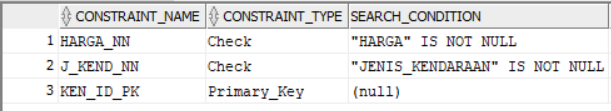 CONSTRAINT_NAME CONSTRAINT_TYPE SEARCH_CONDITION
1 HARGA_NN Check "HARGA" IS NOT NULL
2 J_KEND_NN Check "JENIS_KENDARAAN" IS NOT NULL
3 KEN_ID_PK Primary_Key (null)